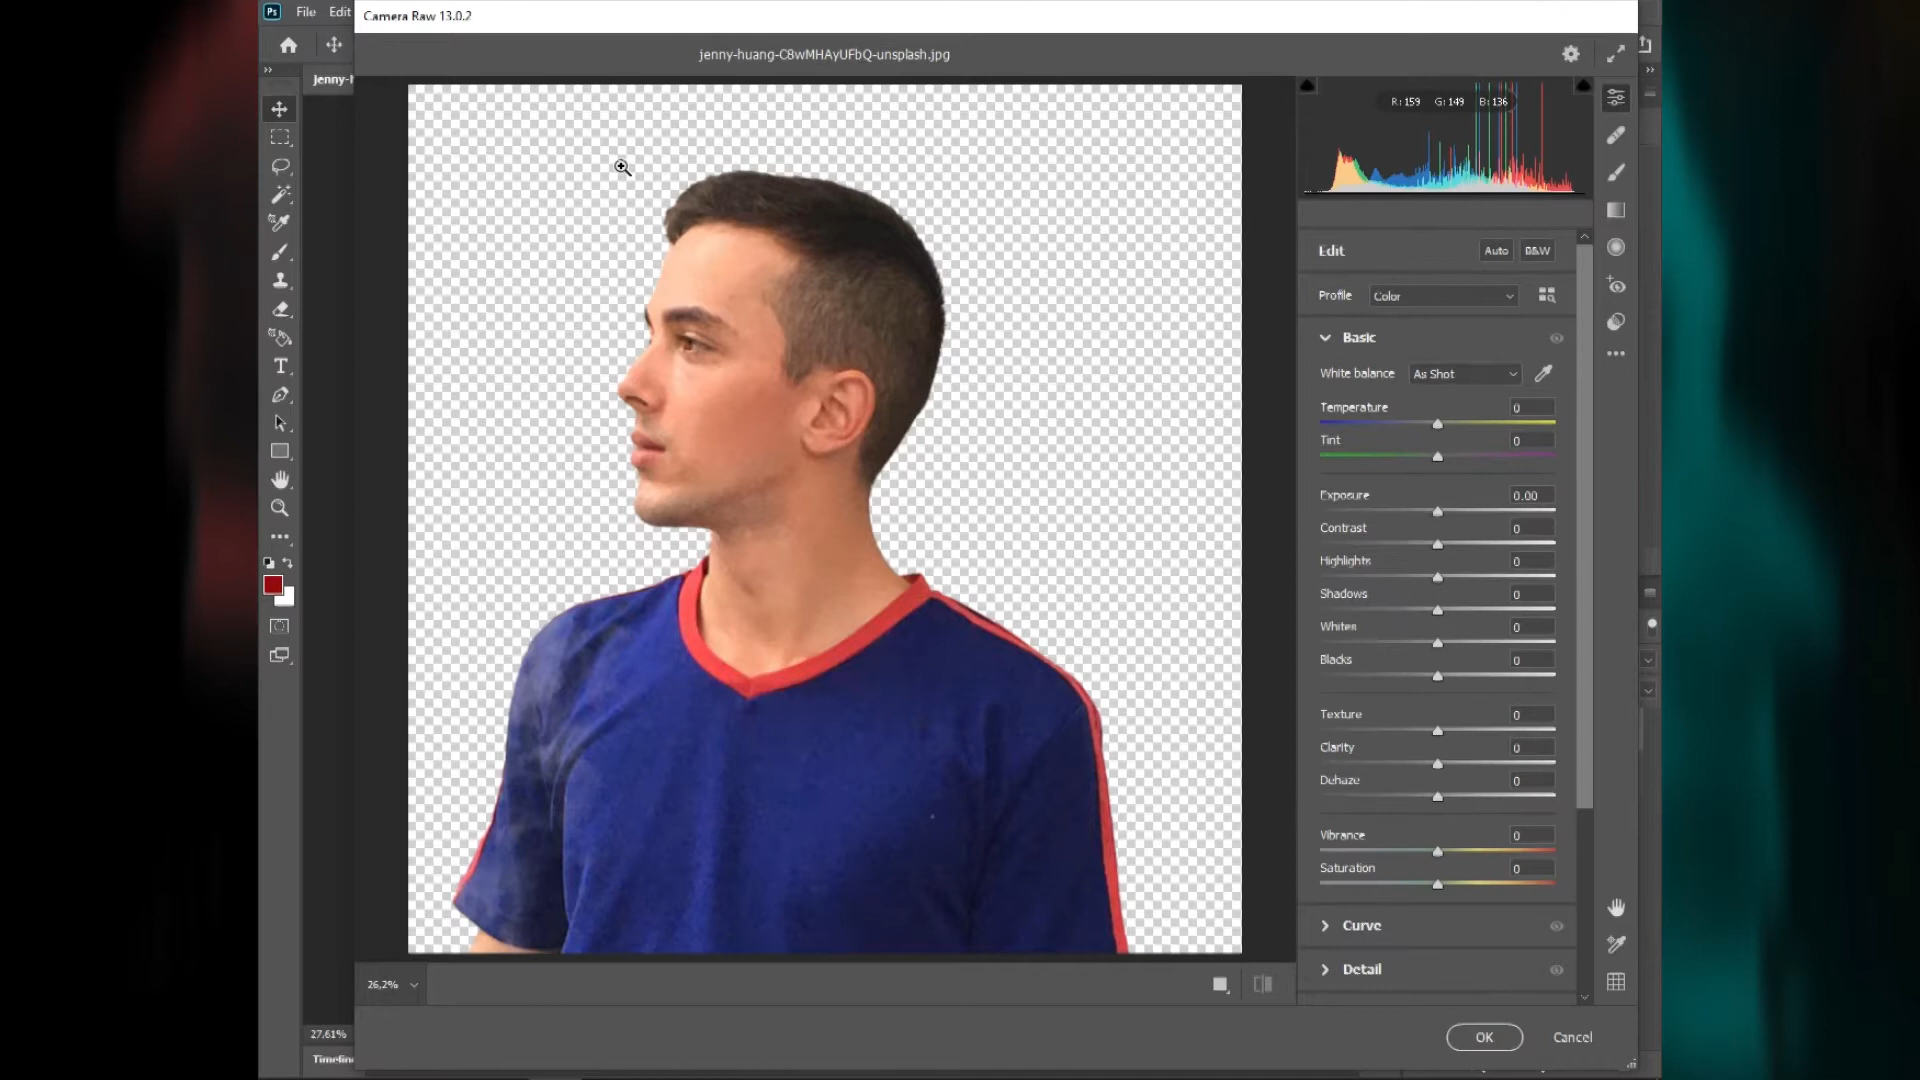 Ps File Edit
Camera Raw 13.0.2
jenny-huang-C8wMHAyUFbQ-unsplash.jpg
jenny-h
R: 159 G: 149 B: 136
Edit Auto B&W
Profile Color
Basic
White balance As Shot
Temperature 0
Tint 0
Exposure 0.00
Contrast 0
Highlights 0
Shadows 0
Whites 0
Blacks 0
Texture 0
Clarity 0
Dehaze 0
Vibrance 0
Saturation 0
Curve
Detail
26,2%
27,61%
OK Cancel
Timeline